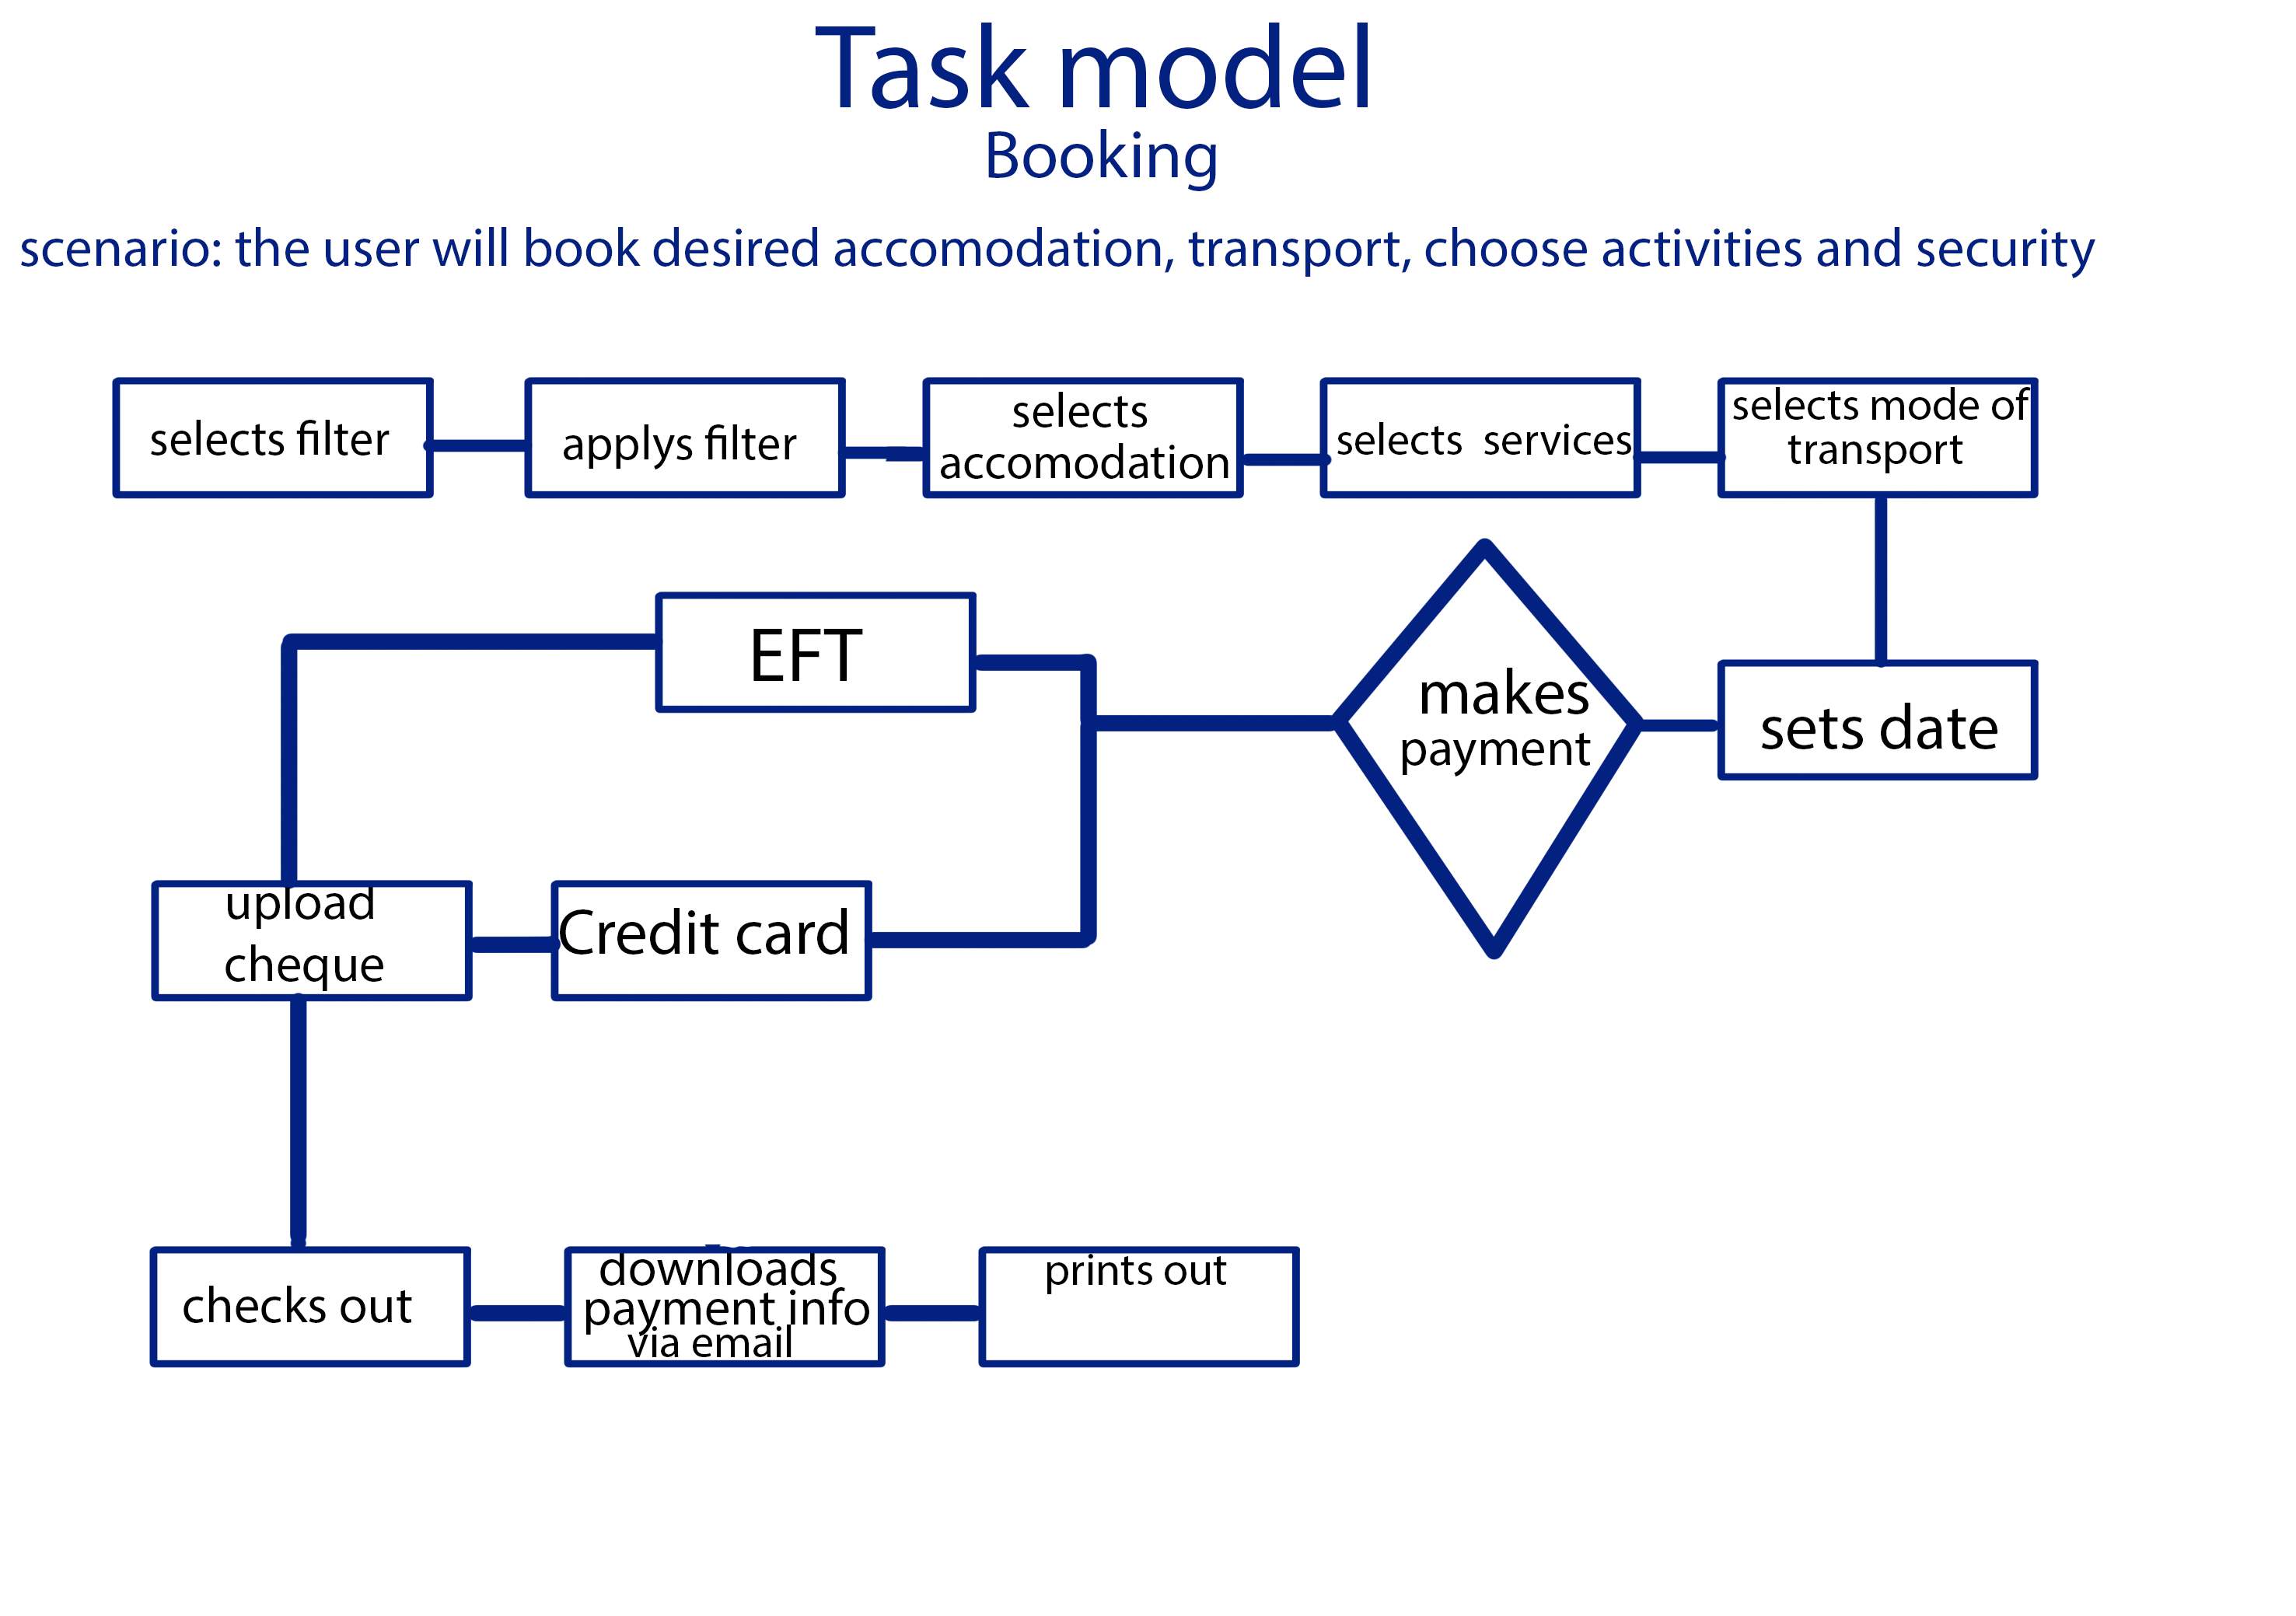 Task model
Booking
scenario: the user will book desired accomodation, transport, choose activities and security
selects filter
applys filter
selects
accomodation
selects services
selects mode of
transport
sets date
makes
payment
EFT
Credit card
upload
cheque
checks out
downloads
payment info
via email
prints out